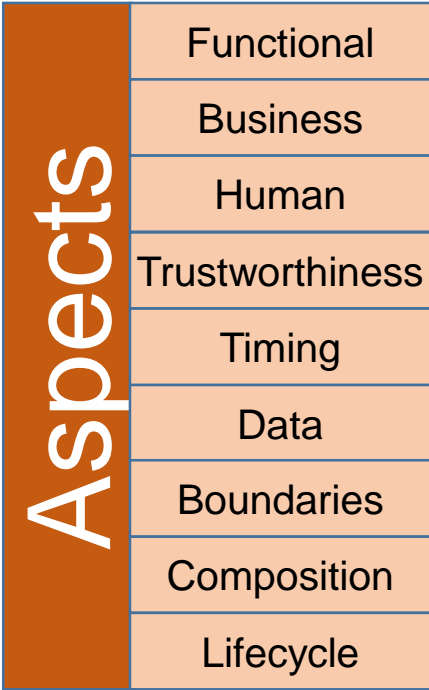 Aspects
Functional
Business
Human
Trustworthiness
Timing
Data
Boundaries
Composition
Lifecycle